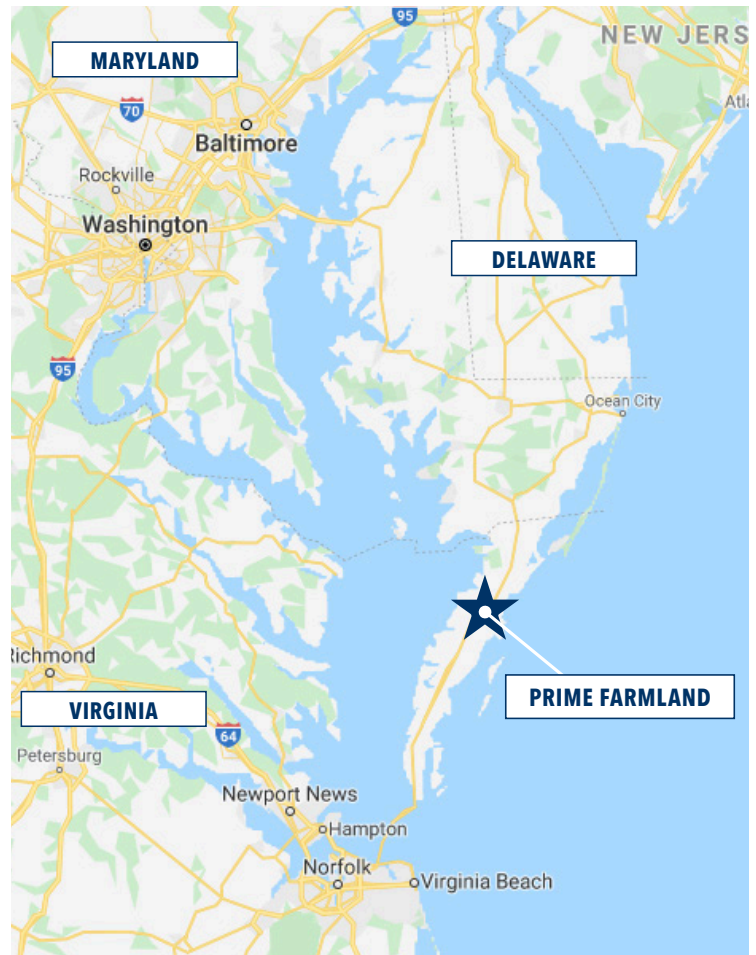 95
NEW JERS
MARYLAND
70
Atla
Baltimore
Rockville
Washington
DELAWARE
95
Ocean City
Richmond
PRIME FARMLAND
VIRGINIA
64
Petersburg
Newport News
Hampton
Norfolk
Virginia Beach